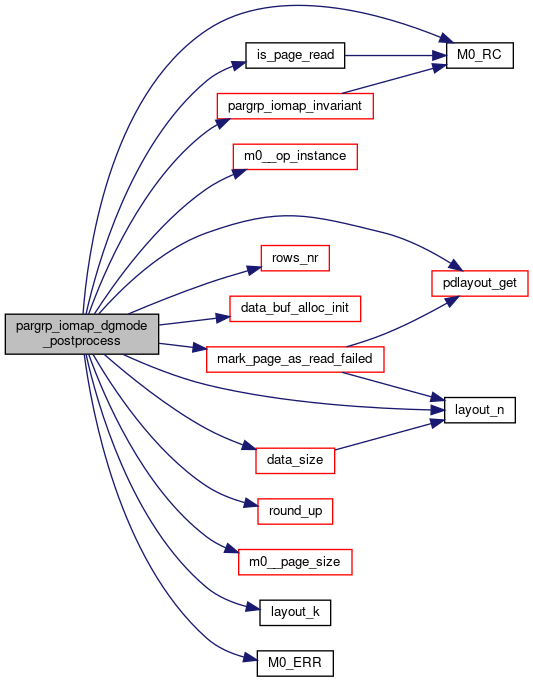 M0_RC
is_page_read
pargrp_iomap_invariant
m0__op_instance
rows_nr
pdlayout_get
data_buf_alloc_init
pargrp_iomap_dgmode
_postprocess
mark_page_as_read_failed
layout_n
data_size
round_up
m0__page_size
layout_k
M0_ERR